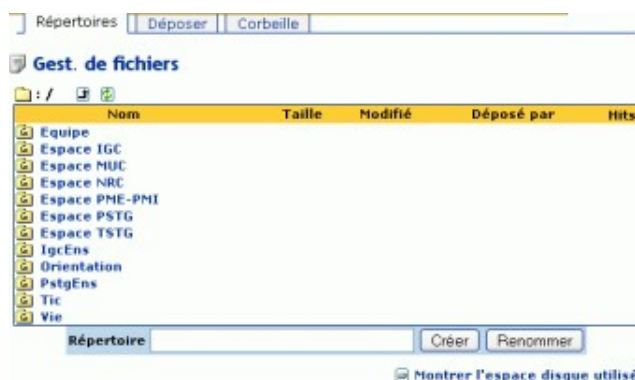 Répertoires Déposer Corbeille
Gest. de fichiers
:/
Nom Taille Modifié Déposé par Hits
Equipe
Espace IGC
Espace MUC
Espace NRC
Espace PME-PMI
Espace PSTG
Espace TSTG
IgcEns
Orientation
PstgEns
Tic
Vie
Répertoire Créer Renommer
Montrer l'espace disque utilisé